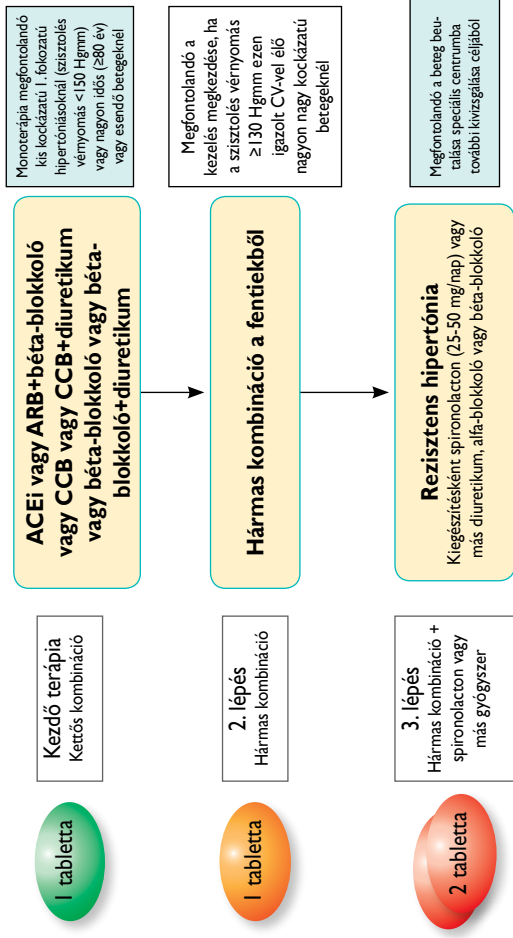 1 tabletta
Kezdő terápia
Kettős kombináció
ACEi vagy ARB+béta-blokkoló
vagy CCB vagy CCB+diuretikum
vagy béta-blokkoló vagy béta-
blokkoló+diuretikum
Monoterápia megfontolandó
kis kockázatú 1. fokozatú
hipertóniásoknál (szisztolés
vérnyomás <150 Hgmm)
vagy nagyon idős (≥80 év)
vagy esendő betegeknél
1 tabletta
2. lépés
Hármas kombináció
Hármas kombináció a fentiekből
Megfontolandó a
kezelés megkezdése, ha
a szisztolés vérnyomás
≥130 Hgmm ezen
igazolt CV-vel élő
nagyon nagy kockázatú
betegeknél
2 tabletta
3. lépés
Hármas kombináció +
spironolacton vagy
más gyógyszer
Rezisztens hipertónia
Kiegészítésként spironolacton (25-50 mg/nap) vagy
más diuretikum, alfa-blokkoló vagy béta-blokkoló
Megfontolandó a beteg beu-
talása speciális centrumba
további kivizsgálása céljából